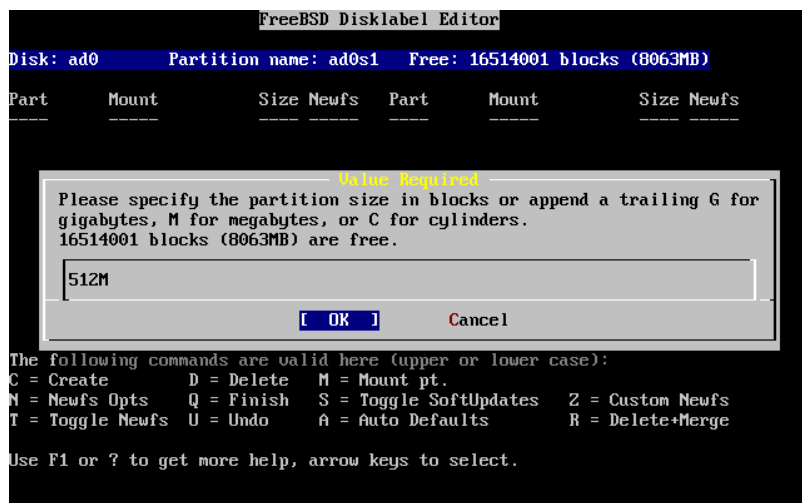 FreeBSD Disklabel Editor
Disk: ad0 Partition name: ad0s1 Free: 16514001 blocks (8063MB)
Part Mount Size Newfs Part Mount Size Newfs
---- ----- ---- ----- ---- ----- ---- -----
Value Required
Please specify the partition size in blocks or append a trailing G for
gigabytes, M for megabytes, or C for cylinders.
16514001 blocks (8063MB) are free.
512M
[ OK ] Cancel
The following commands are valid here (upper or lower case):
C = Create D = Delete M = Mount pt.
N = Newfs Opts Q = Finish S = Toggle SoftUpdates Z = Custom Newfs
T = Toggle Newfs U = Undo A = Auto Defaults R = Delete+Merge
Use F1 or ? to get more help, arrow keys to select.